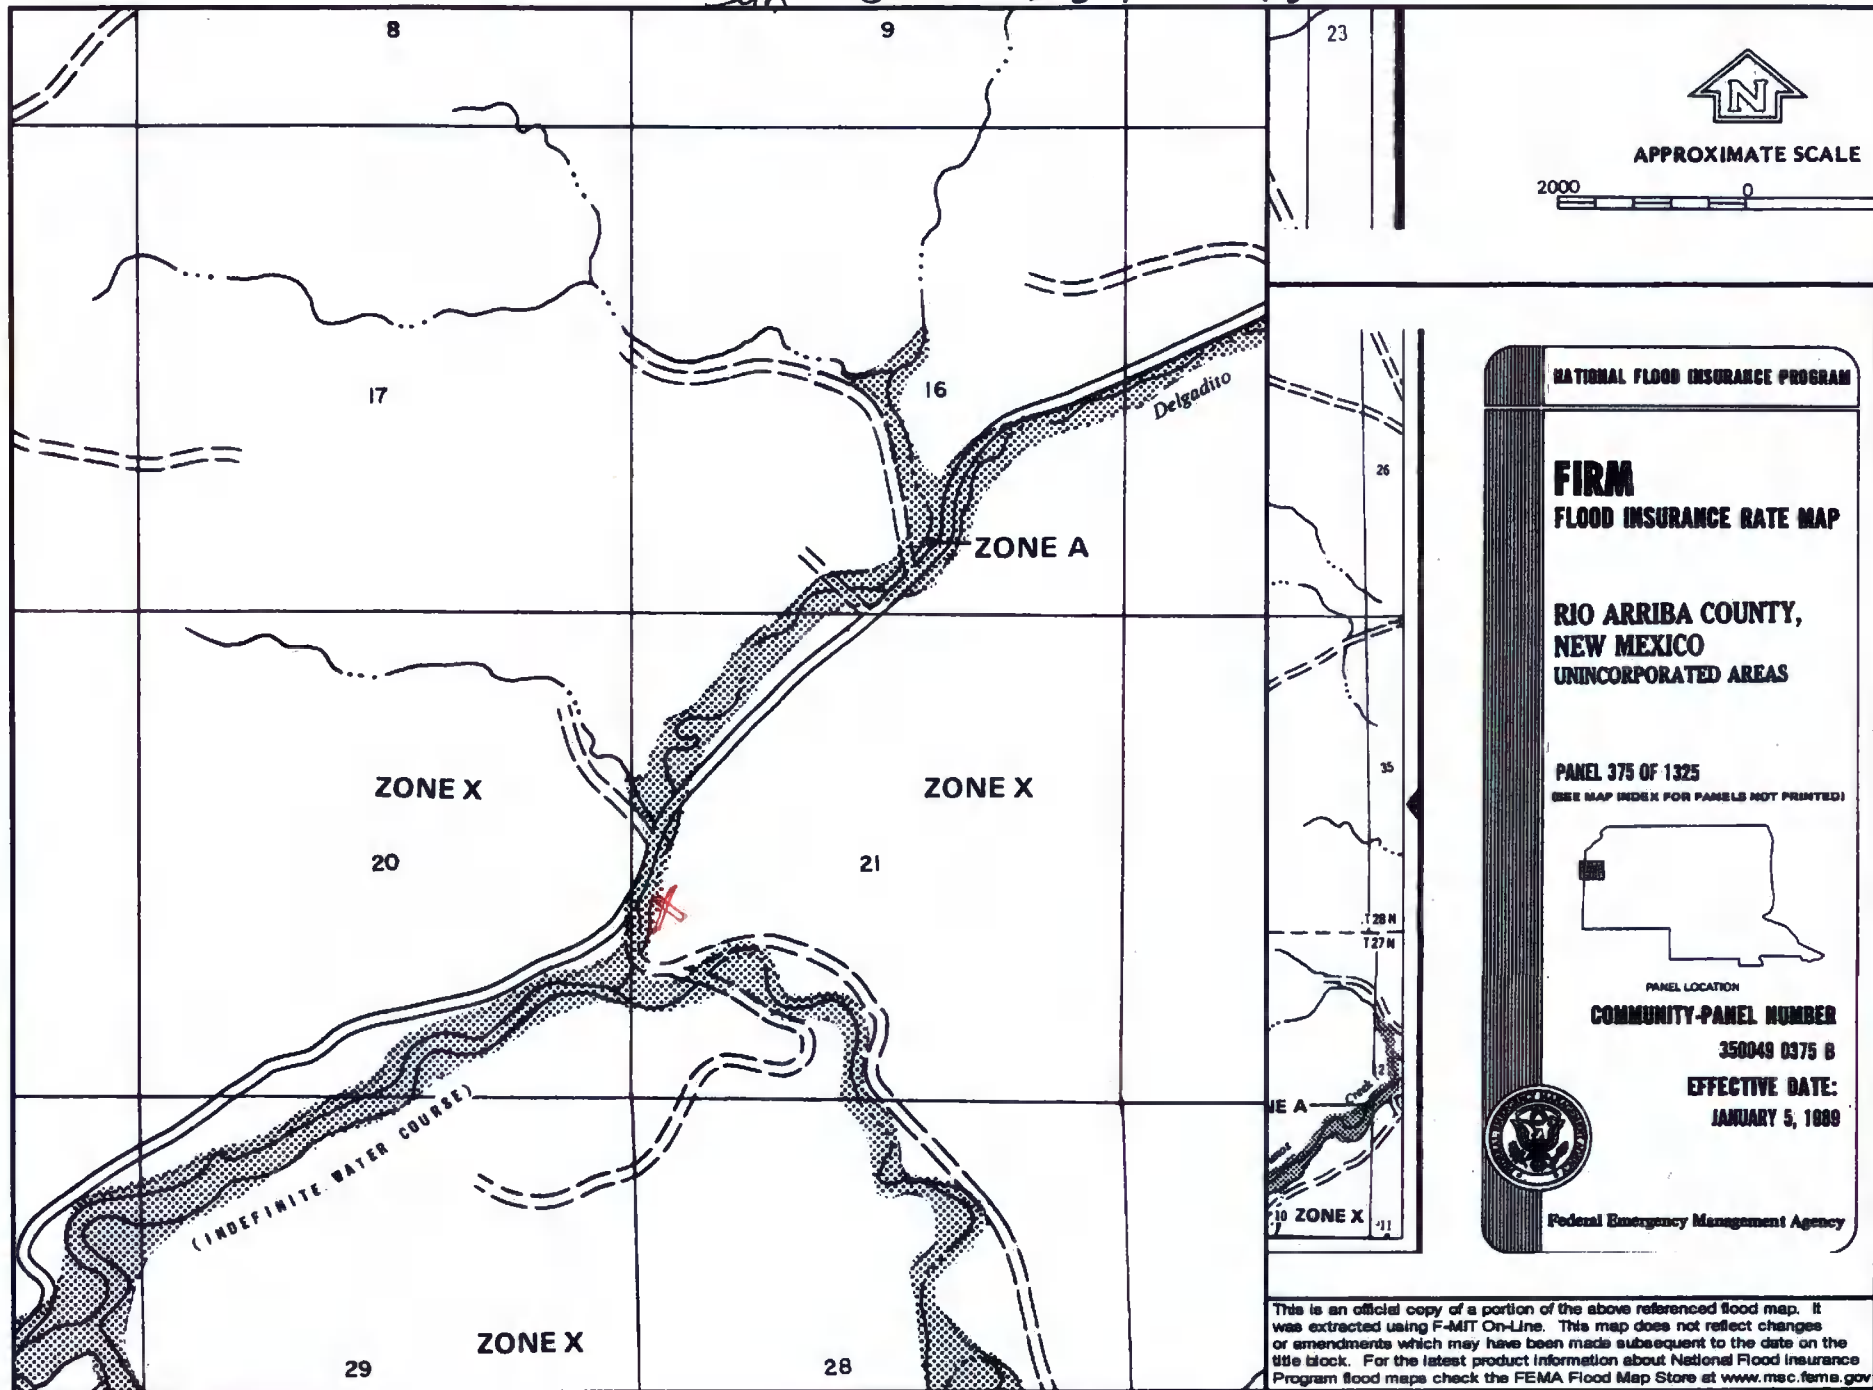 8
9
23
N
APPROXIMATE SCALE
2000
0
17
16
Delgadito
26
ZONE A
ZONE X
ZONE X
20
21
35
T28N
T27N
(INDEFINITE WATER COURSE)
Creek
12
NE A
10 ZONE X 11
ZONE X
29
28
NATIONAL FLOOD INSURANCE PROGRAM
FIRM
FLOOD INSURANCE RATE MAP
RIO ARRIBA COUNTY,
NEW MEXICO
UNINCORPORATED AREAS
PANEL 375 OF 1325
(SEE MAP INDEX FOR PANELS NOT PRINTED)
PANEL LOCATION
COMMUNITY-PANEL NUMBER
350049 0375 B
EFFECTIVE DATE:
JANUARY 5, 1989
Federal Emergency Management Agency
This is an official copy of a portion of the above referenced flood map. It
was extracted using F-MIT On-Line. This map does not reflect changes
or amendments which may have been made subsequent to the date on the
title block. For the latest product information about National Flood Insurance
Program flood maps check the FEMA Flood Map Store at www.msc.fema.gov